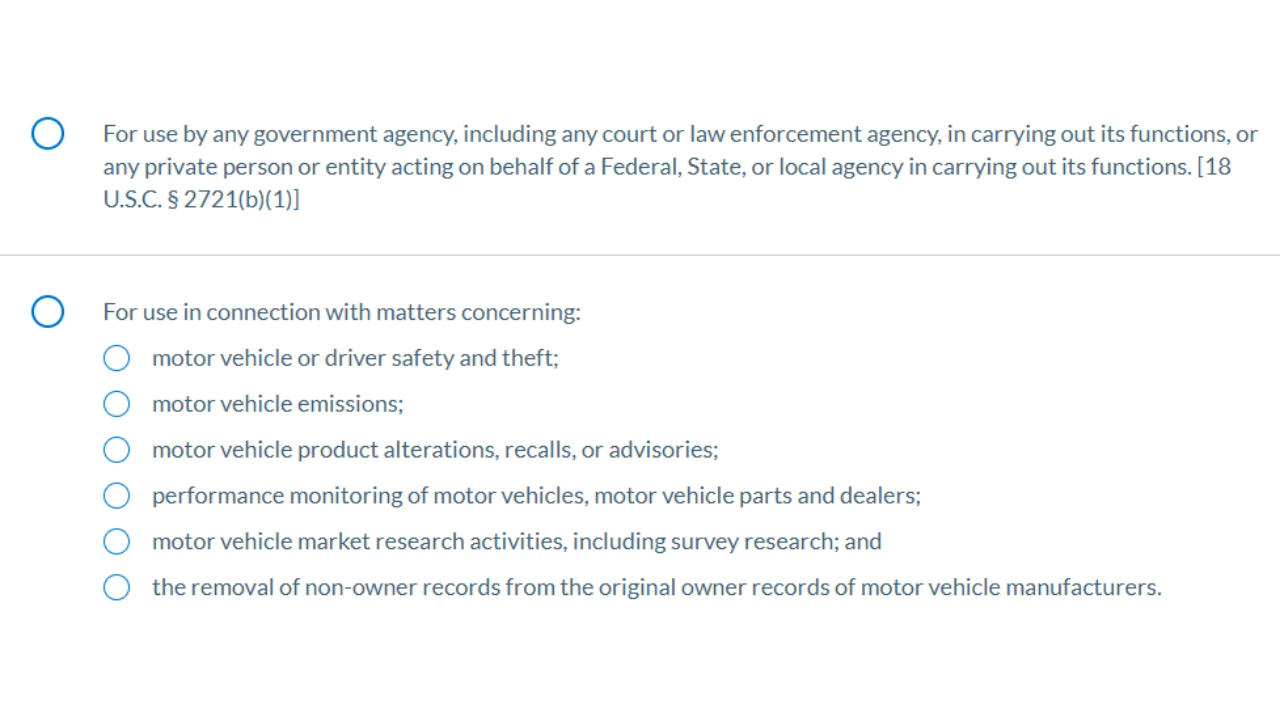 For use by any government agency, including any court or law enforcement agency, in carrying out its functions, or
any private person or entity acting on behalf of a Federal, State, or local agency in carrying out its functions. [18
U.S.C. § 2721(b)(1)]
For use in connection with matters concerning:
motor vehicle or driver safety and theft;
motor vehicle emissions;
motor vehicle product alterations, recalls, or advisories;
performance monitoring of motor vehicles, motor vehicle parts and dealers;
motor vehicle market research activities, including survey research; and
the removal of non-owner records from the original owner records of motor vehicle manufacturers.